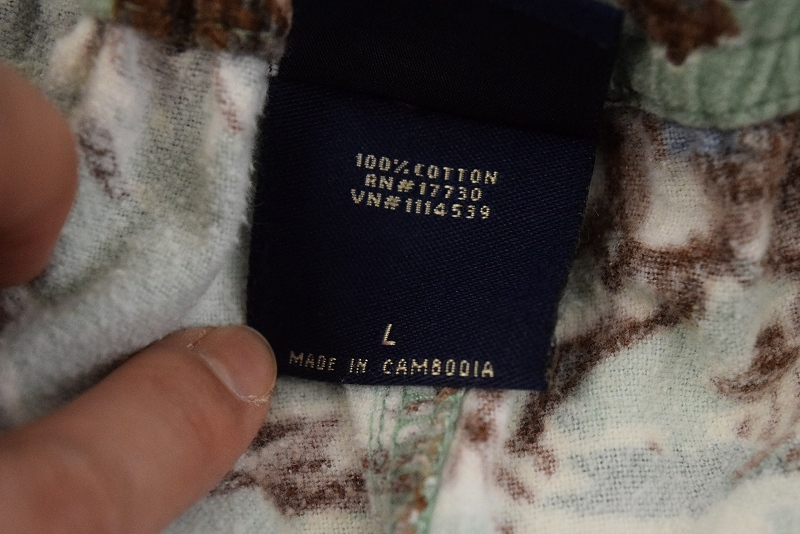 100% COTTON
RN#17730
VN#1114539
L
MADE IN CAMBODIA